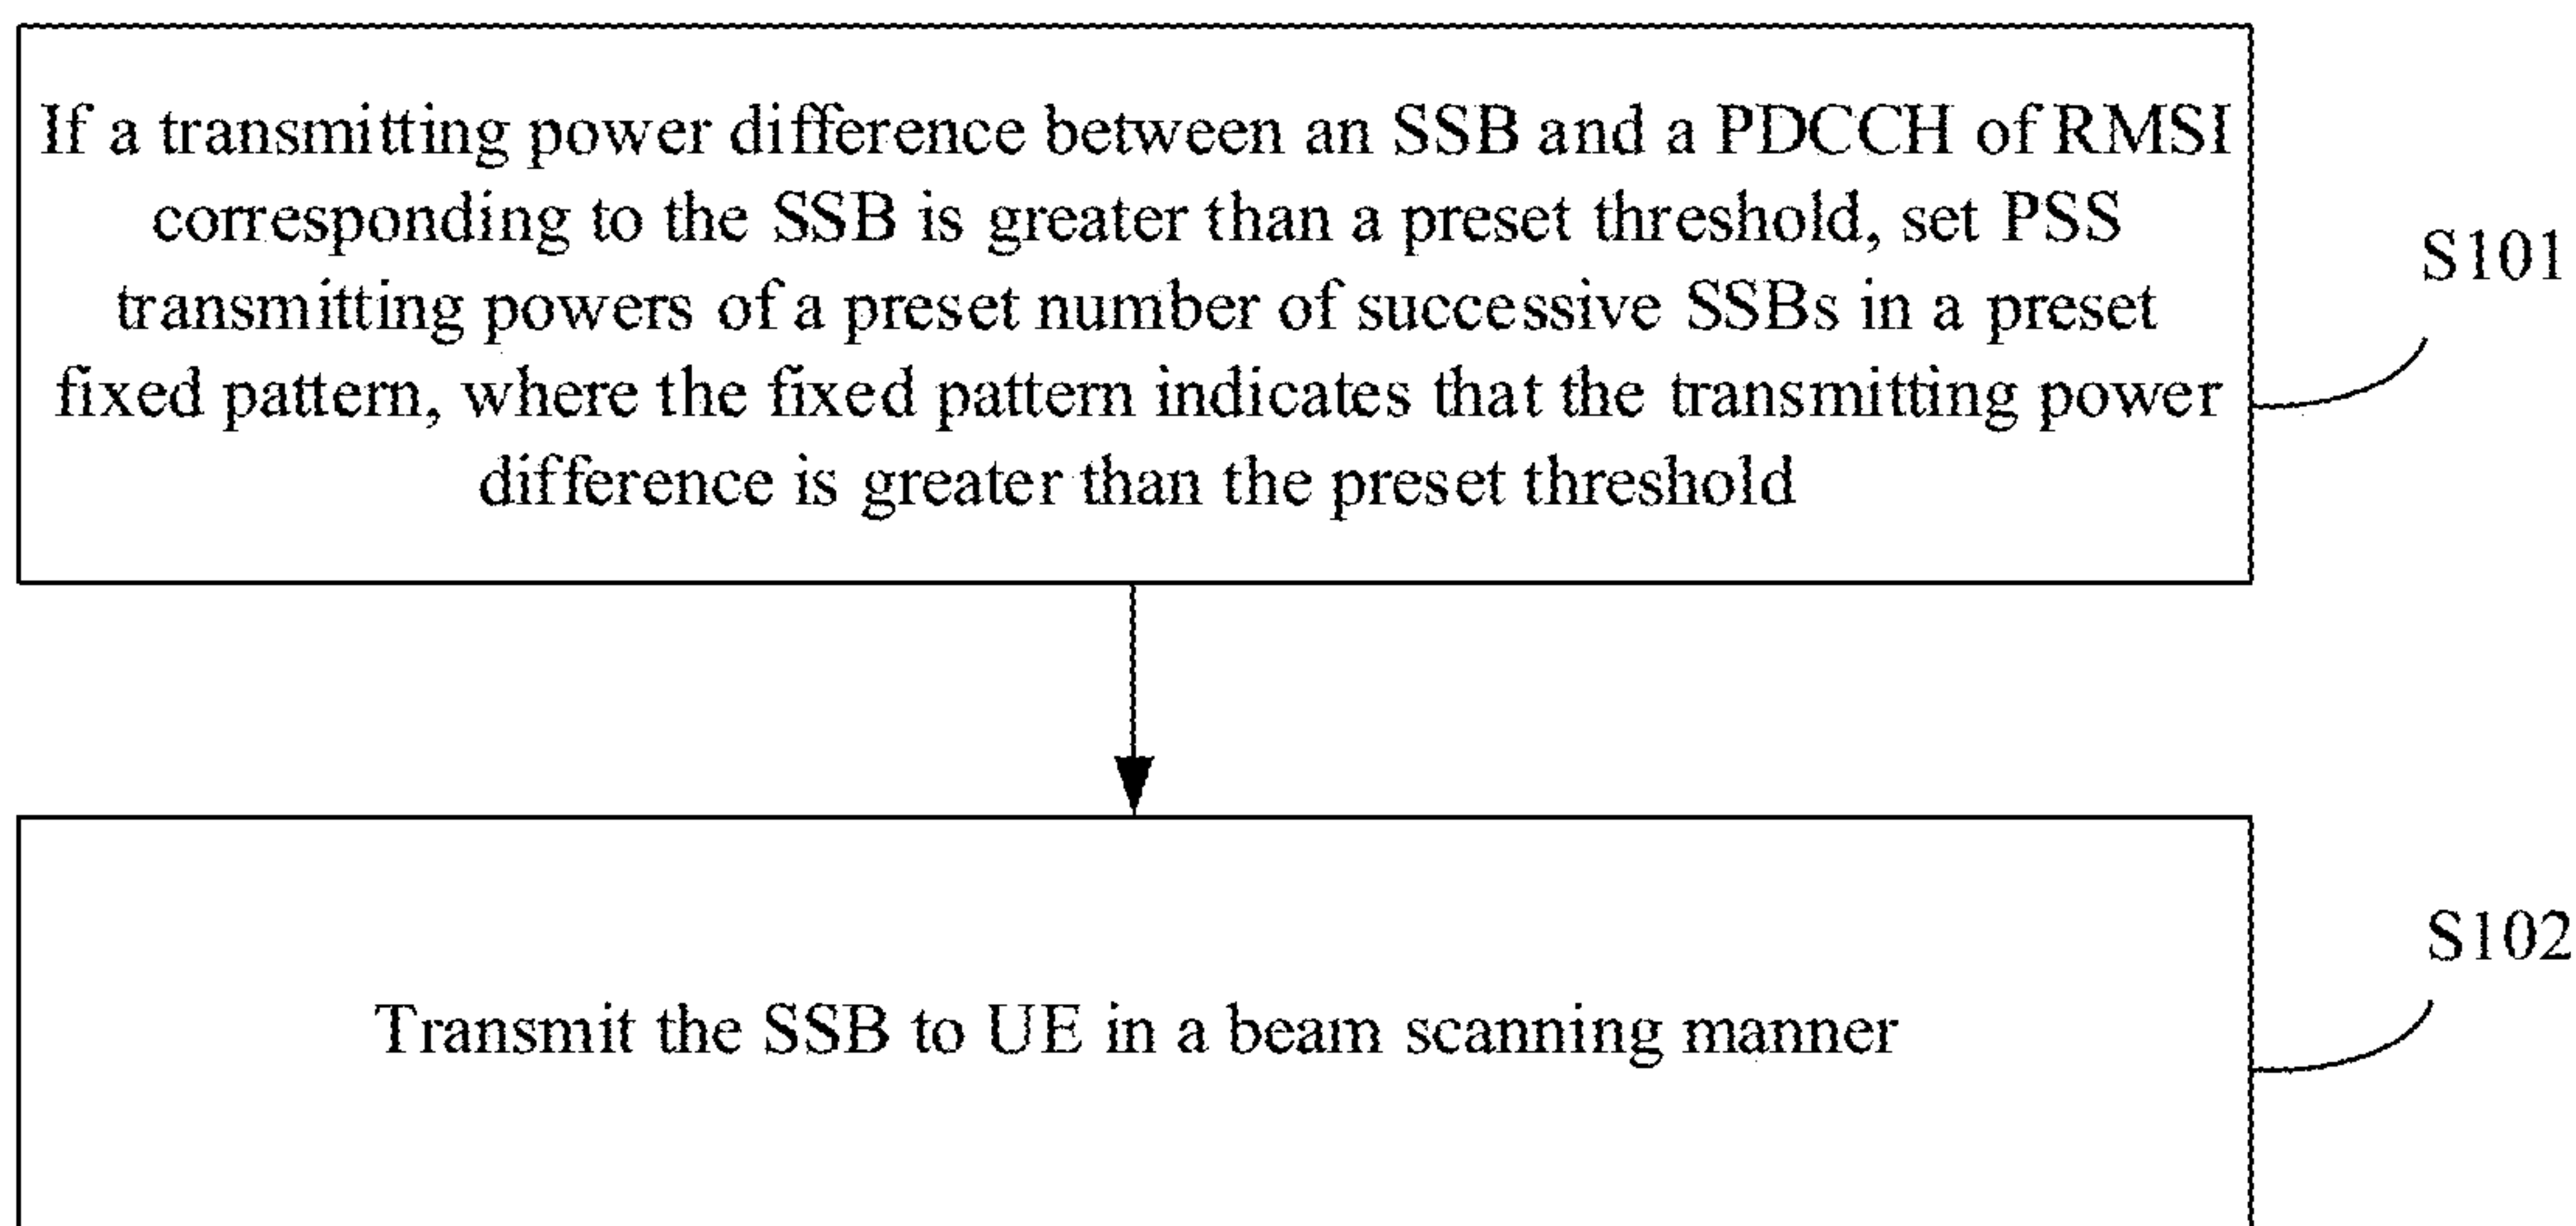 If a transmitting power difference between an SSB and a PDCCH of RMSI
corresponding to the SSB is greater than a preset threshold, set PSS
transmitting powers of a preset number of successive SSBs in a preset
fixed pattern, where the fixed pattern indicates that the transmitting power
difference is greater than the preset threshold
S101
Transmit the SSB to UE in a beam scanning manner
S102